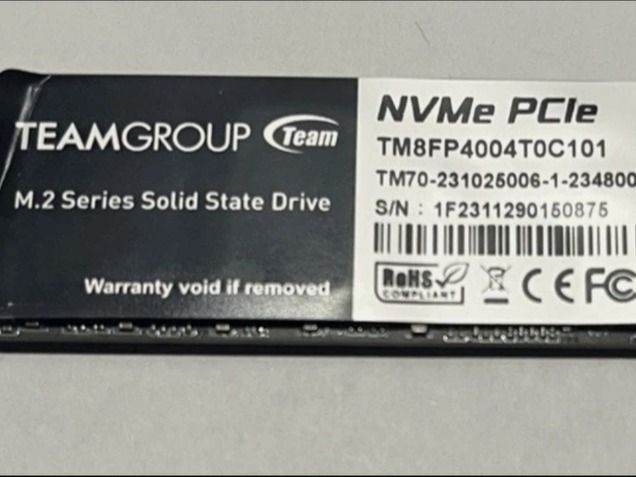 TEAMGROUP Team
M.2 Series Solid State Drive
Warranty void if removed
NVMe PCIe
TM8FP4004T0C101
TM70-231025006-1-234800
S/N : 1F2311290150875
RoHS
COMPLIANT
CE FC